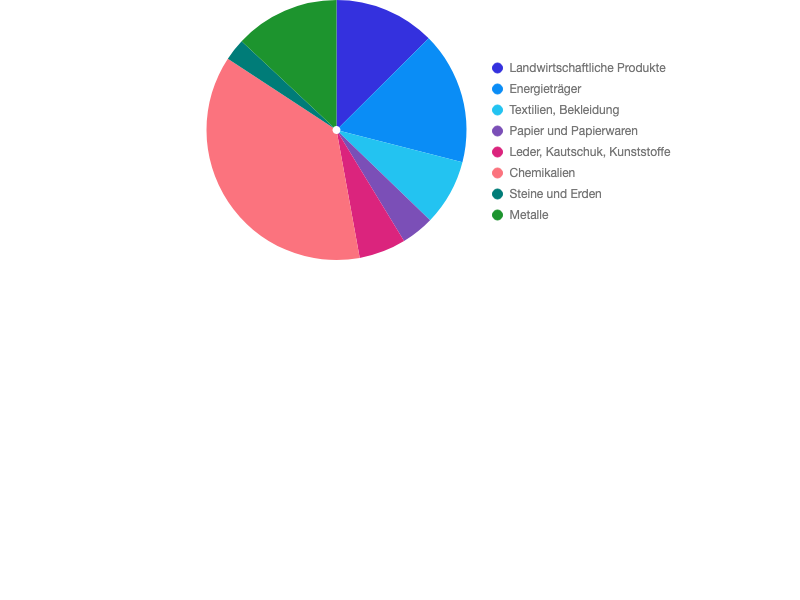 Landwirtschaftliche Produkte
Energieträger
Textilien, Bekleidung
Papier und Papierwaren
Leder, Kautschuk, Kunststoffe
Chemikalien
Steine und Erden
Metalle